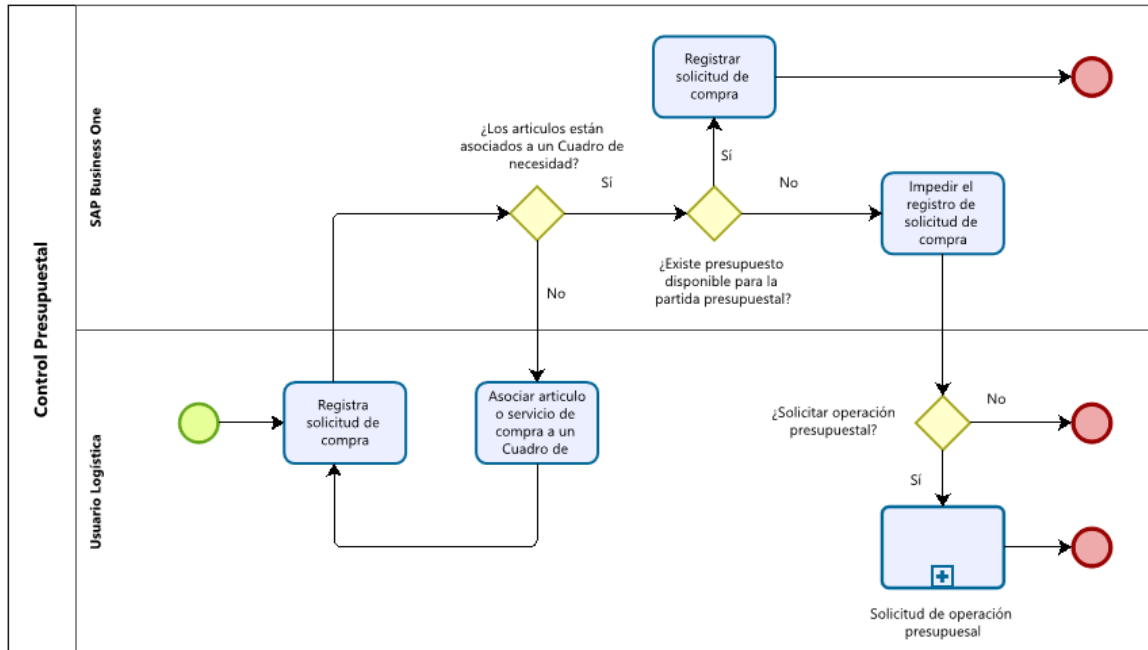 Control Presupuestal
SAP Business One
Registrar
solicitud de
compra
¿Los articulos están
asociados a un Cuadro de
necesidad?
Sí
Sí
No
Impedir el
registro de
solicitud de
compra
¿Existe presupuesto
disponible para la
partida presupuestal?
No
Usuario Logística
Registra
solicitud de
compra
Asociar articulo
o servicio de
compra a un
Cuadro de
¿Solicitar operación
presupuestal?
No
Sí
Solicitud de operación
presupuesal